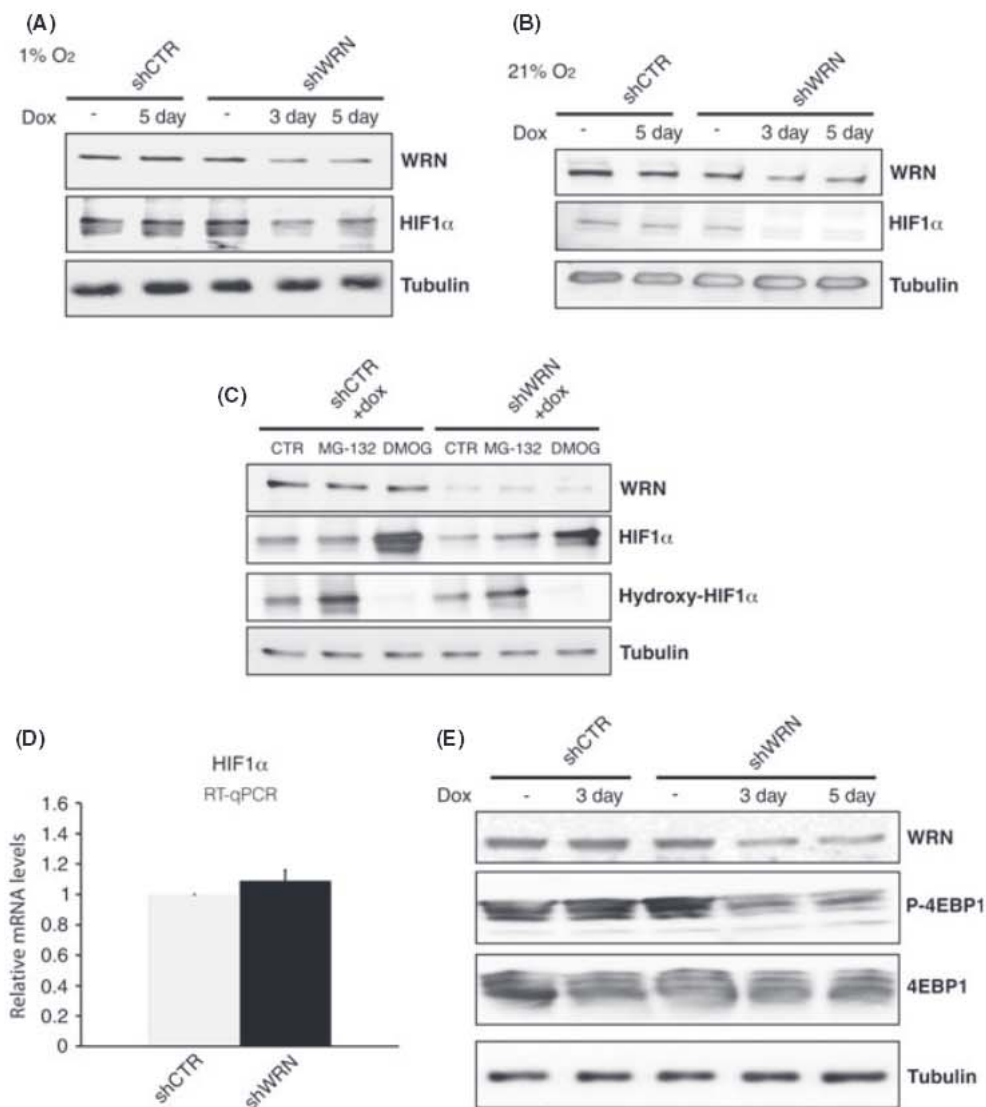 (A)
1% O2
shCTR
shWRN
Dox - 5 day - 3 day 5 day
WRN
HIF1α
Tubulin
(B)
21% O2
shCTR
shWRN
Dox - 5 day - 3 day 5 day
WRN
HIF1α
Tubulin
(C)
shCTR
+dox
shWRN
+dox
CTR MG-132 DMOG CTR MG-132 DMOG
WRN
HIF1α
Hydroxy-HIF1α
Tubulin
(D)
HIF1α
RT-qPCR
Relative mRNA levels
1.6
1.4
1.2
1
0.8
0.6
0.4
0.2
0
shCTR
shWRN
(E)
shCTR
shWRN
Dox - 3 day - 3 day 5 day
WRN
P-4EBP1
4EBP1
Tubulin